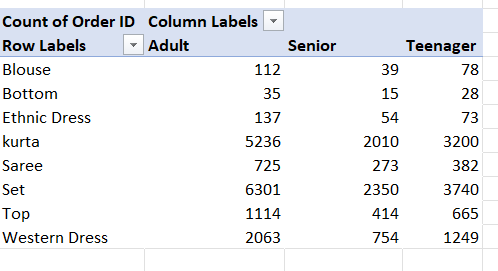 Count of Order ID Column Labels
Row Labels Adult Senior Teenager
Blouse 112 39 78
Bottom 35 15 28
Ethnic Dress 137 54 73
kurta 5236 2010 3200
Saree 725 273 382
Set 6301 2350 3740
Top 1114 414 665
Western Dress 2063 754 1249